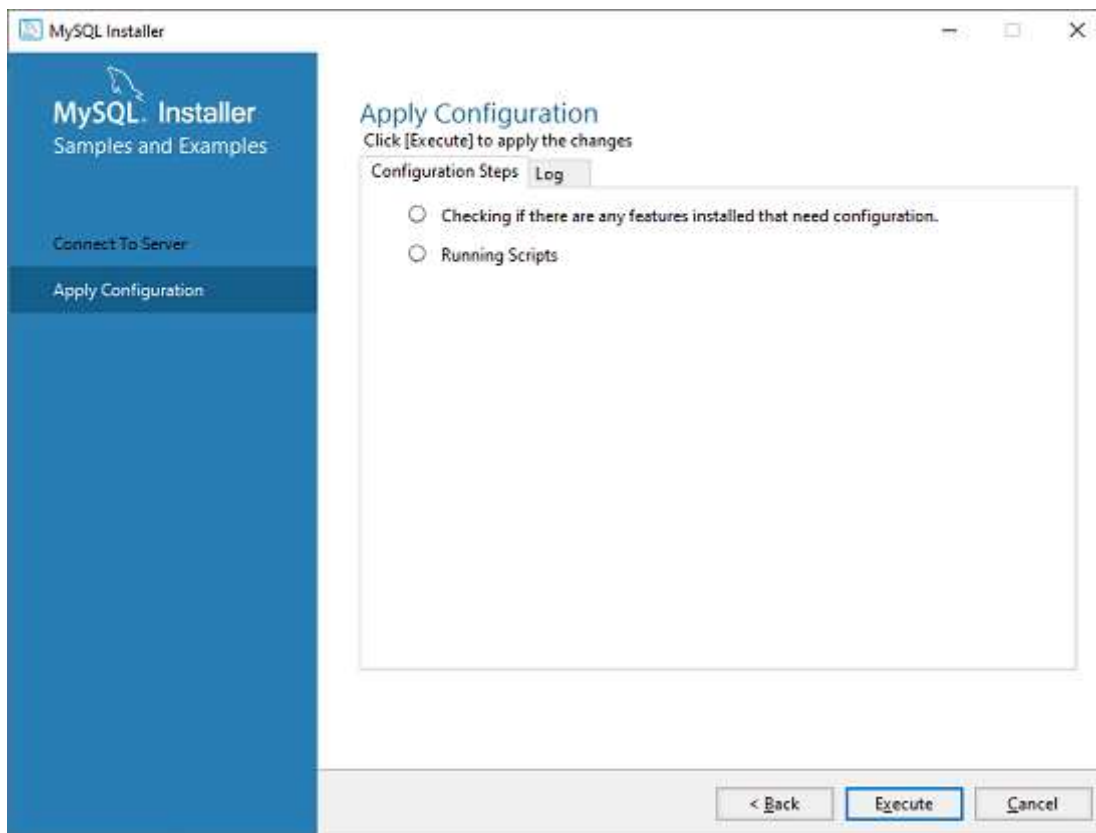 MySQL Installer
MySQL. Installer
Samples and Examples
Connect To Server
Apply Configuration
Apply Configuration
Click [Execute] to apply the changes
Configuration Steps Log
Checking if there are any features installed that need configuration.
Running Scripts
< Back Execute Cancel